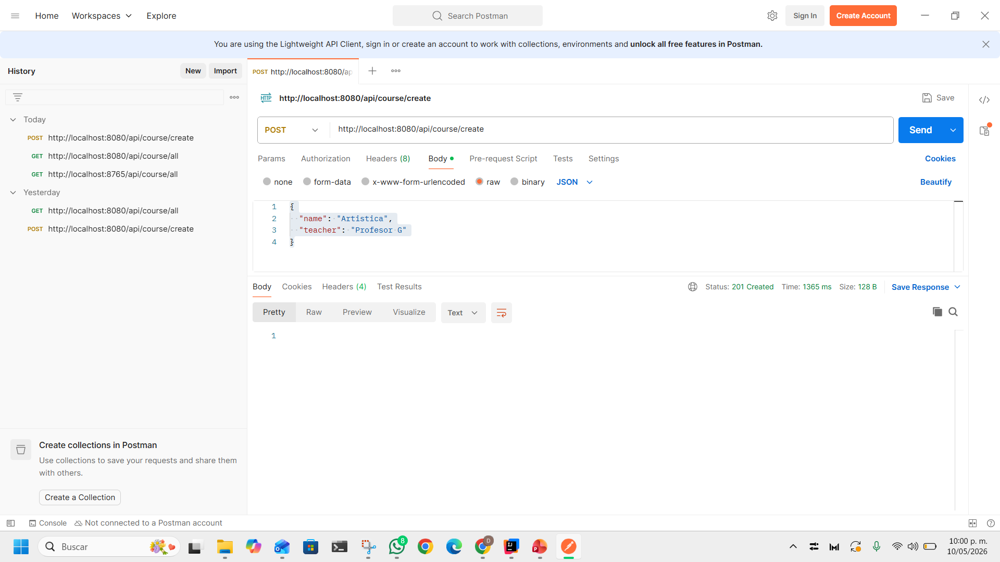 Home
Workspaces
Explore
Search Postman
Sign In
Create Account
You are using the Lightweight API Client, sign in or create an account to work with collections, environments and unlock all free features in Postman.
History
New
Import
POST http://localhost:8080/ap
http://localhost:8080/api/course/create
Save
Today
POST http://localhost:8080/api/course/create
GET http://localhost:8080/api/course/all
GET http://localhost:8765/api/course/all
Yesterday
GET http://localhost:8080/api/course/all
POST http://localhost:8080/api/course/create
POST
http://localhost:8080/api/course/create
Send
Params
Authorization
Headers (8)
Body
Pre-request Script
Tests
Settings
Cookies
none
form-data
x-www-form-urlencoded
raw
binary
JSON
Beautify
1 {
2 "name": "Artistica",
3 "teacher": "Profesor G"
4 }
Body
Cookies
Headers (4)
Test Results
Status: 201 Created
Time: 1365 ms
Size: 128 B
Save Response
Pretty
Raw
Preview
Visualize
Text
1
Create collections in Postman
Use collections to save your requests and share them
with others.
Create a Collection
Console
Not connected to a Postman account
Buscar
8
D
10:00 p. m.
10/05/2026